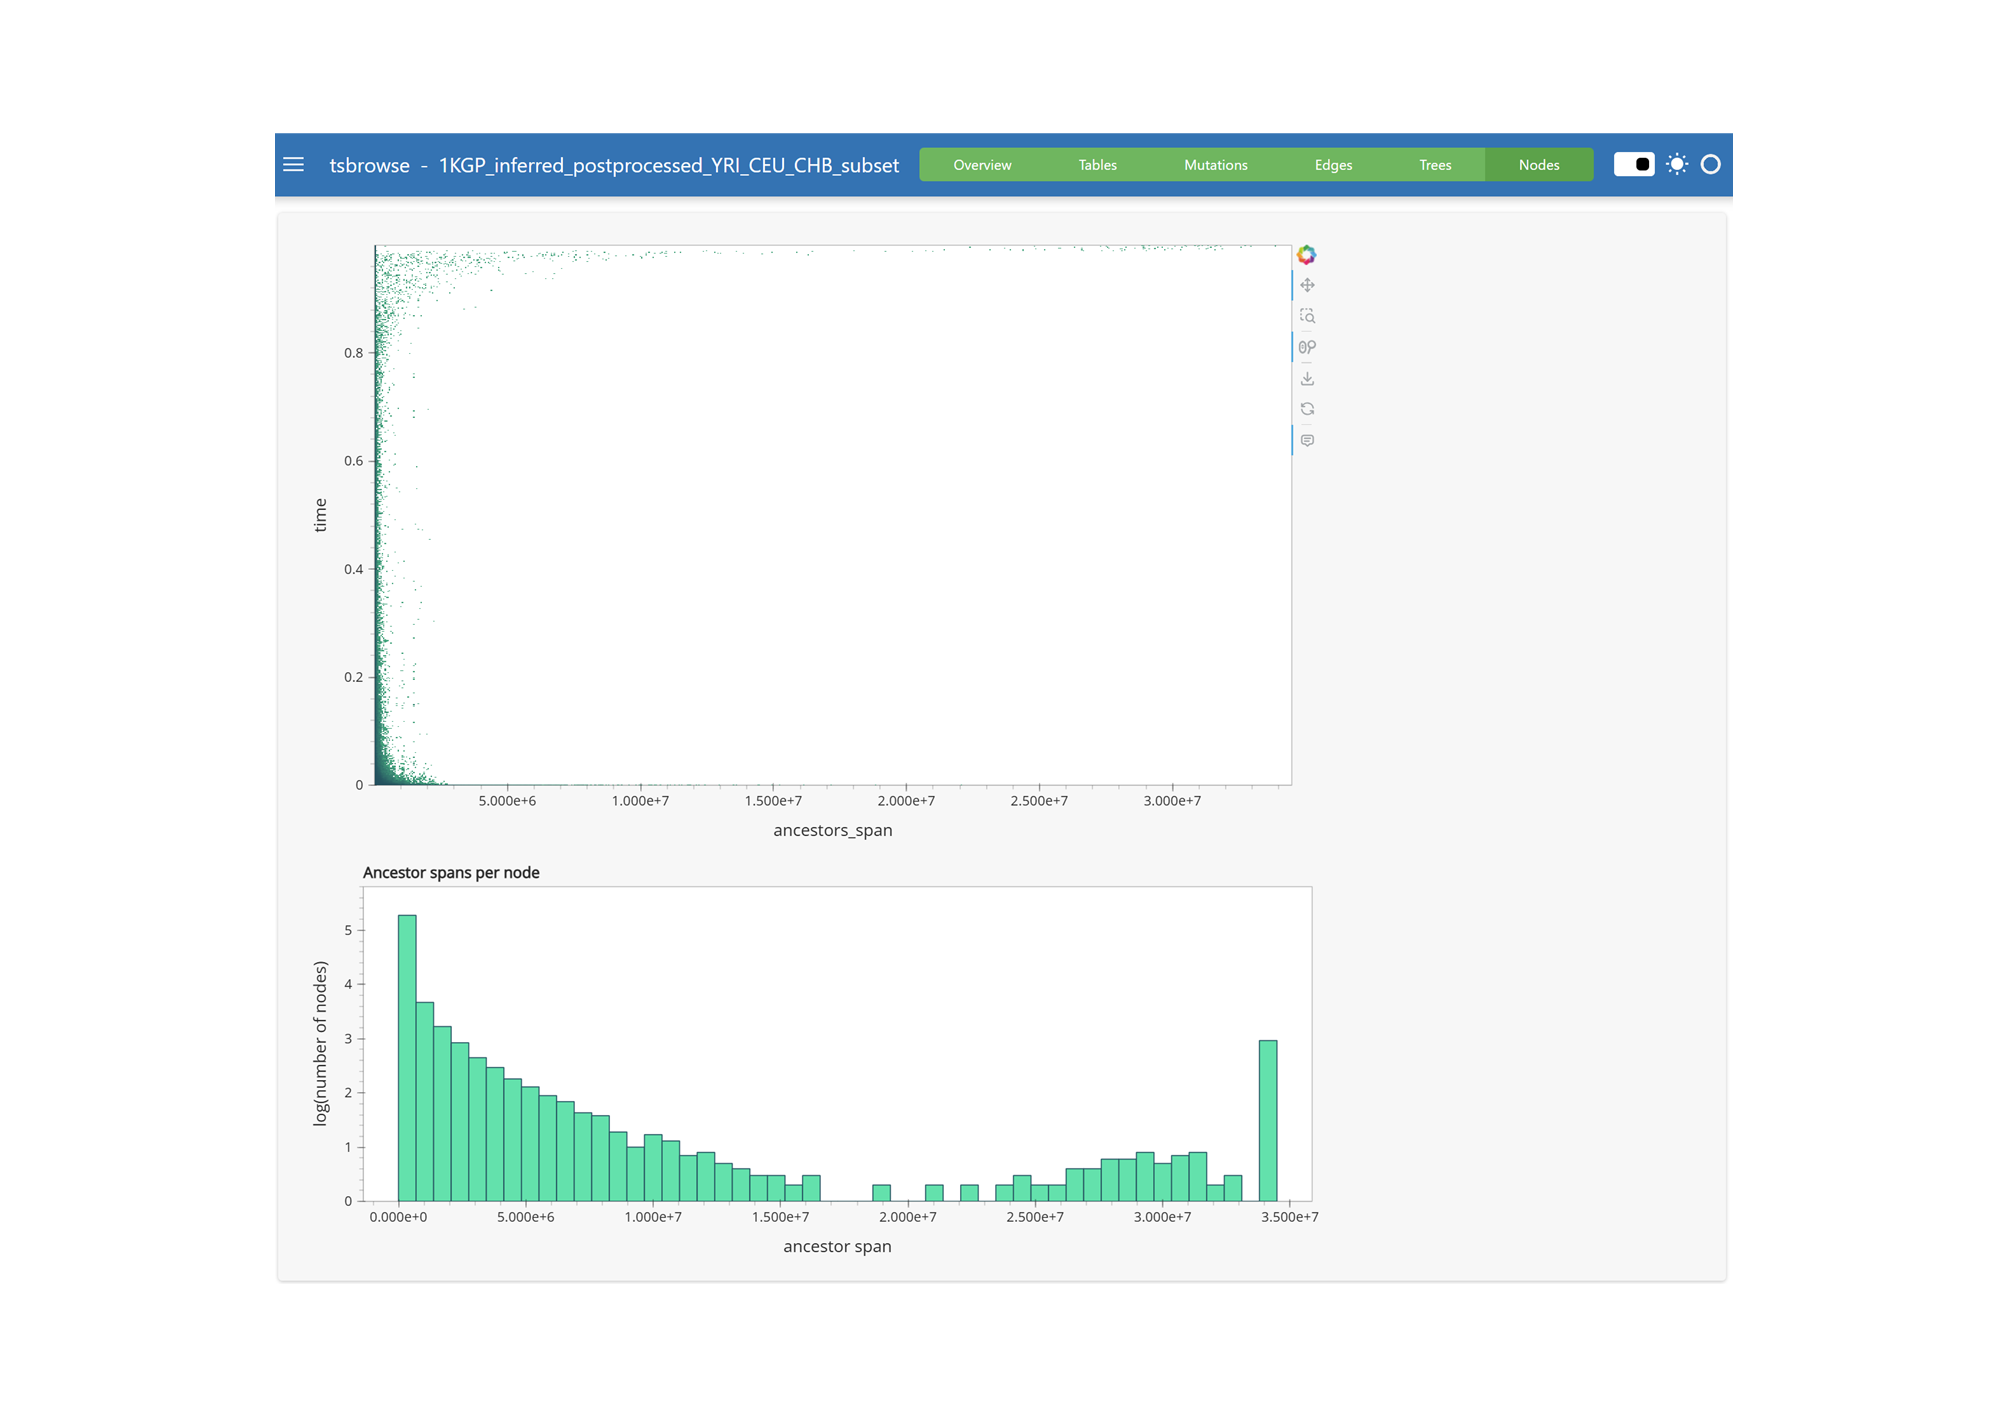 tsbrowse - 1KGP_inferred_postprocessed_YRI_CEU_CHB_subset
Overview Tables Mutations Edges Trees Nodes
time
0.8
0.6
0.4
0.2
0
5.000e+6 1.000e+7 1.500e+7 2.000e+7 2.500e+7 3.000e+7
ancestors_span
Ancestor spans per node
log(number of nodes)
5
4
3
2
1
0
0.000e+0 5.000e+6 1.000e+7 1.500e+7 2.000e+7 2.500e+7 3.000e+7 3.500e+7
ancestor span